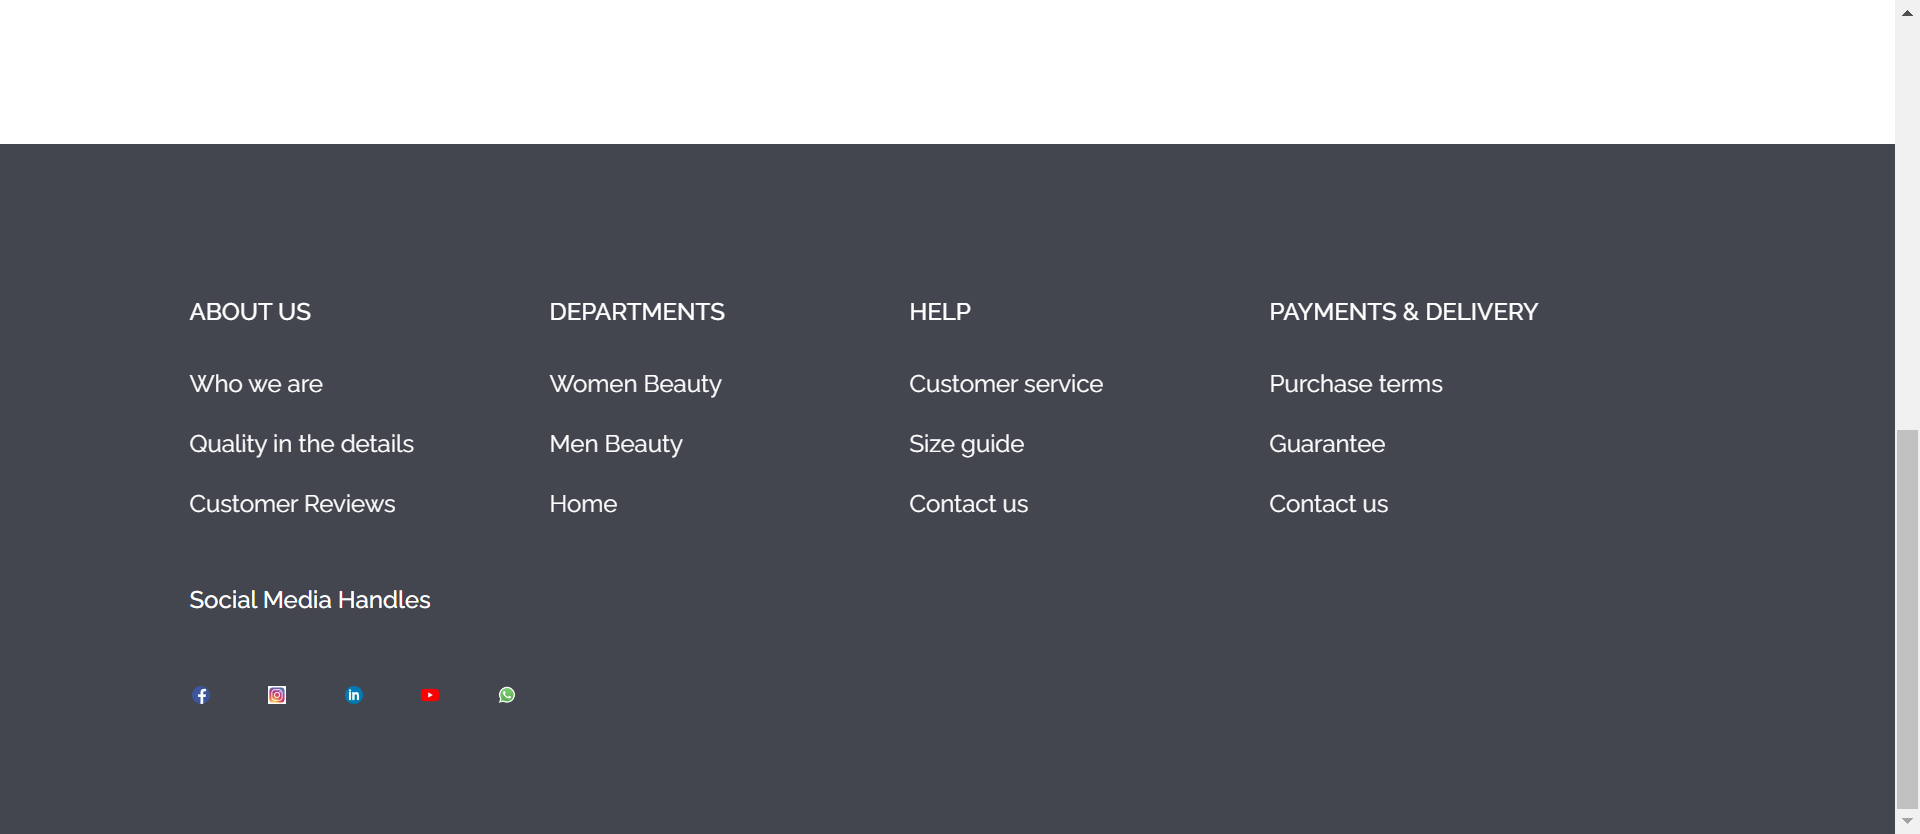 ABOUT US
Who we are
Quality in the details
Customer Reviews
DEPARTMENTS
Women Beauty
Men Beauty
Home
HELP
Customer service
Size guide
Contact us
PAYMENTS & DELIVERY
Purchase terms
Guarantee
Contact us
Social Media Handles